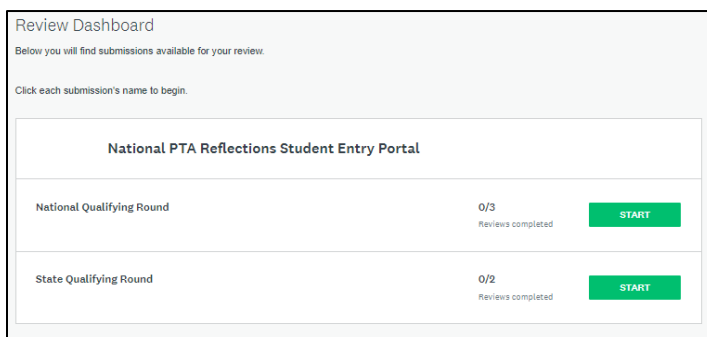 Review Dashboard
Below you will find submissions available for your review.
Click each submission's name to begin.
National PTA Reflections Student Entry Portal
National Qualifying Round
0/3
Reviews completed
START
State Qualifying Round
0/2
Reviews completed
START